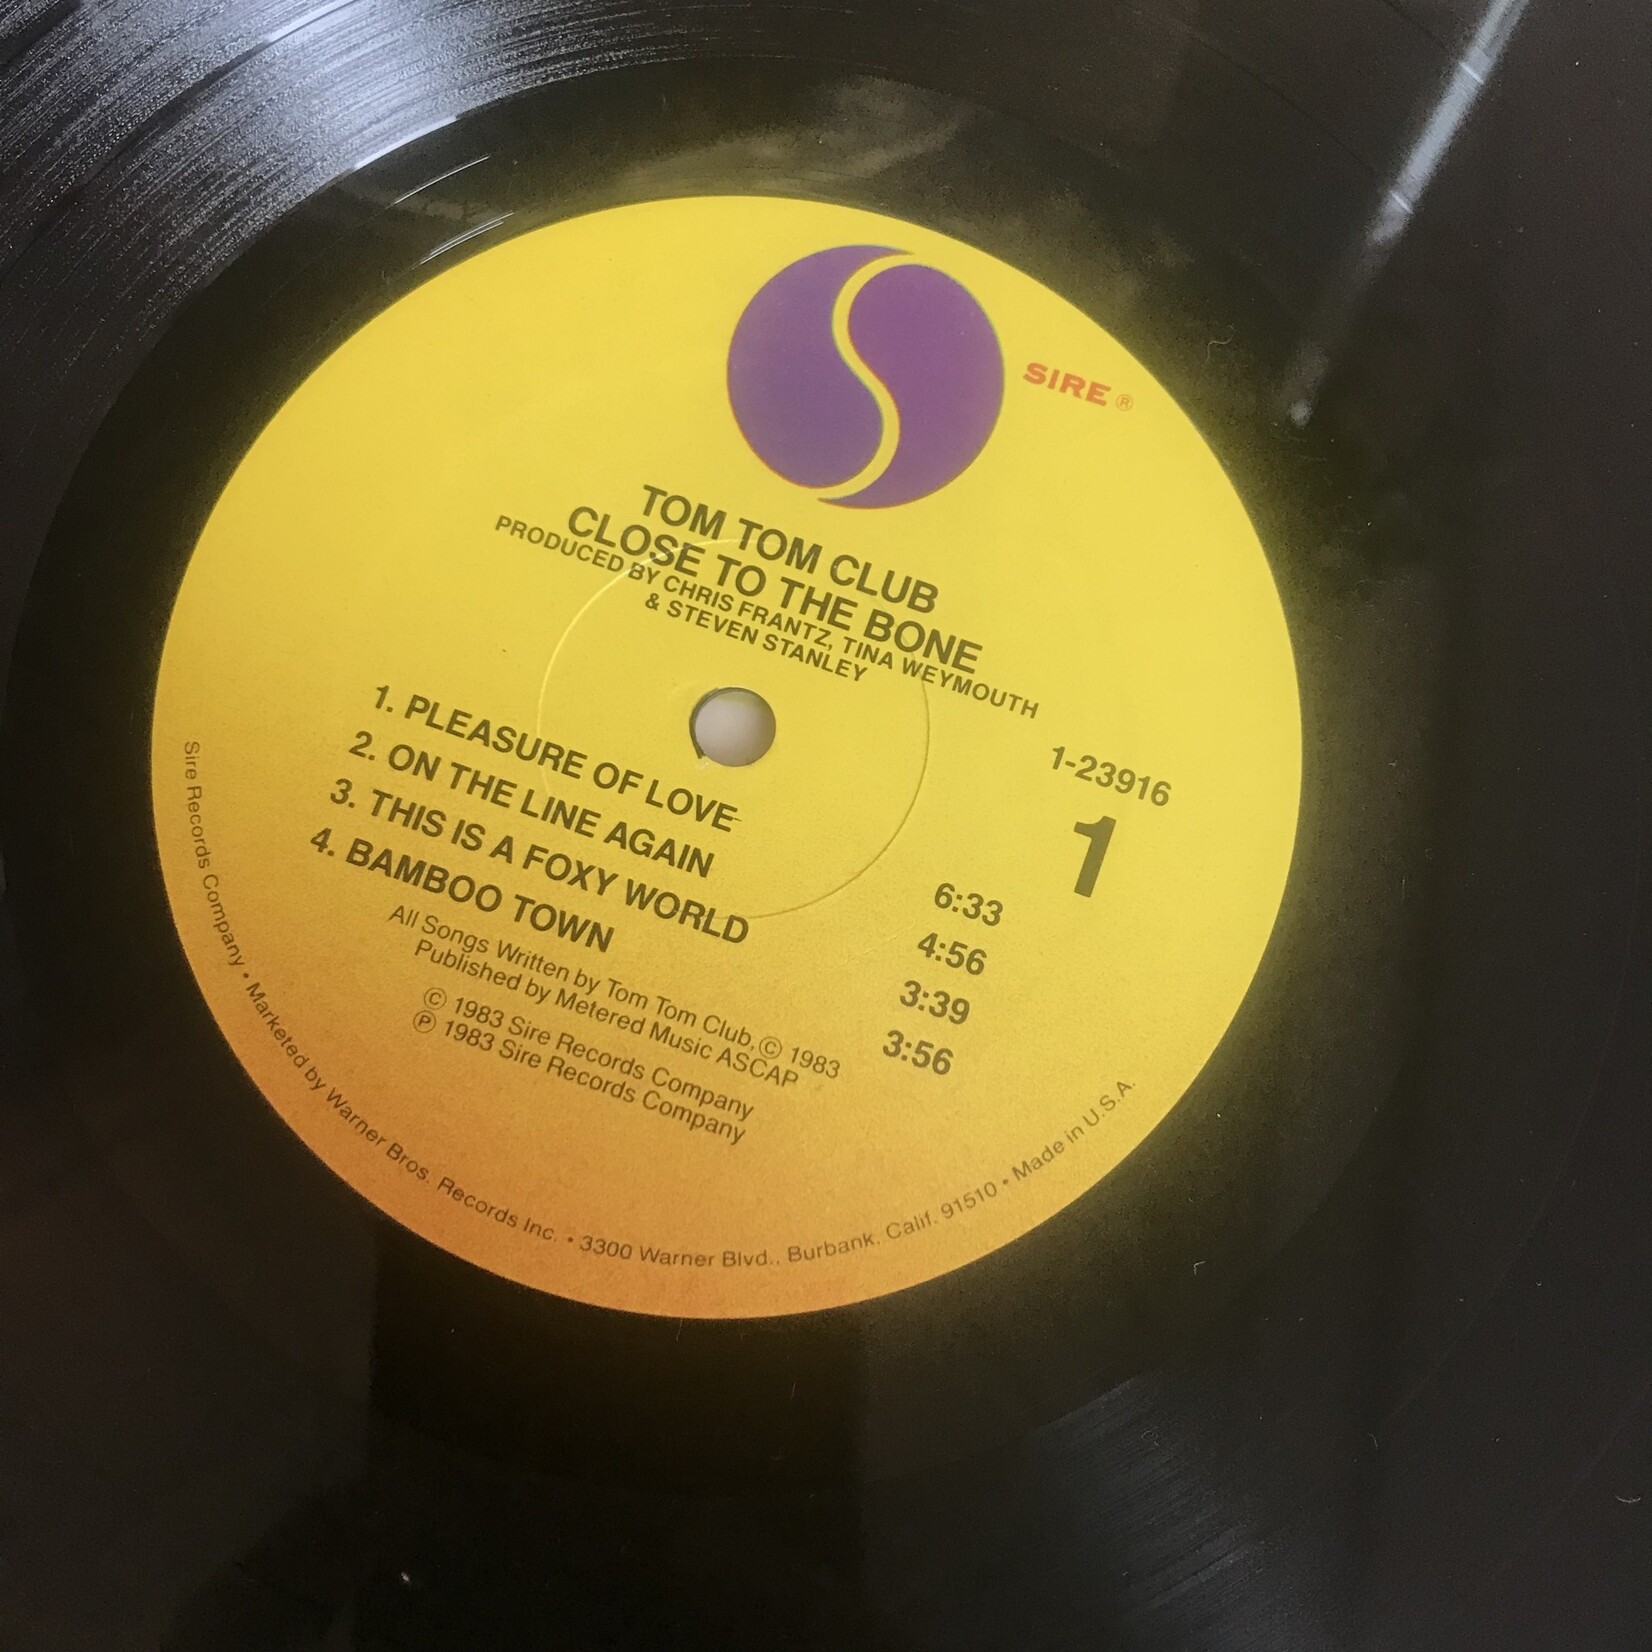 SIRE ®
TOM TOM CLUB
CLOSE TO THE BONE
PRODUCED BY CHRIS FRANTZ, TINA WEYMOUTH
& STEVEN STANLEY
1-23916
1
1. PLEASURE OF LOVE 6:33
2. ON THE LINE AGAIN 4:56
3. THIS IS A FOXY WORLD 3:39
4. BAMBOO TOWN 3:56
All Songs Written by Tom Tom Club, © 1983
Published by Metered Music ASCAP
© 1983 Sire Records Company
℗ 1983 Sire Records Company
Sire Records Company • Marketed by Warner Bros. Records Inc. • 3300 Warner Blvd., Burbank, Calif. 91510 • Made in U.S.A.